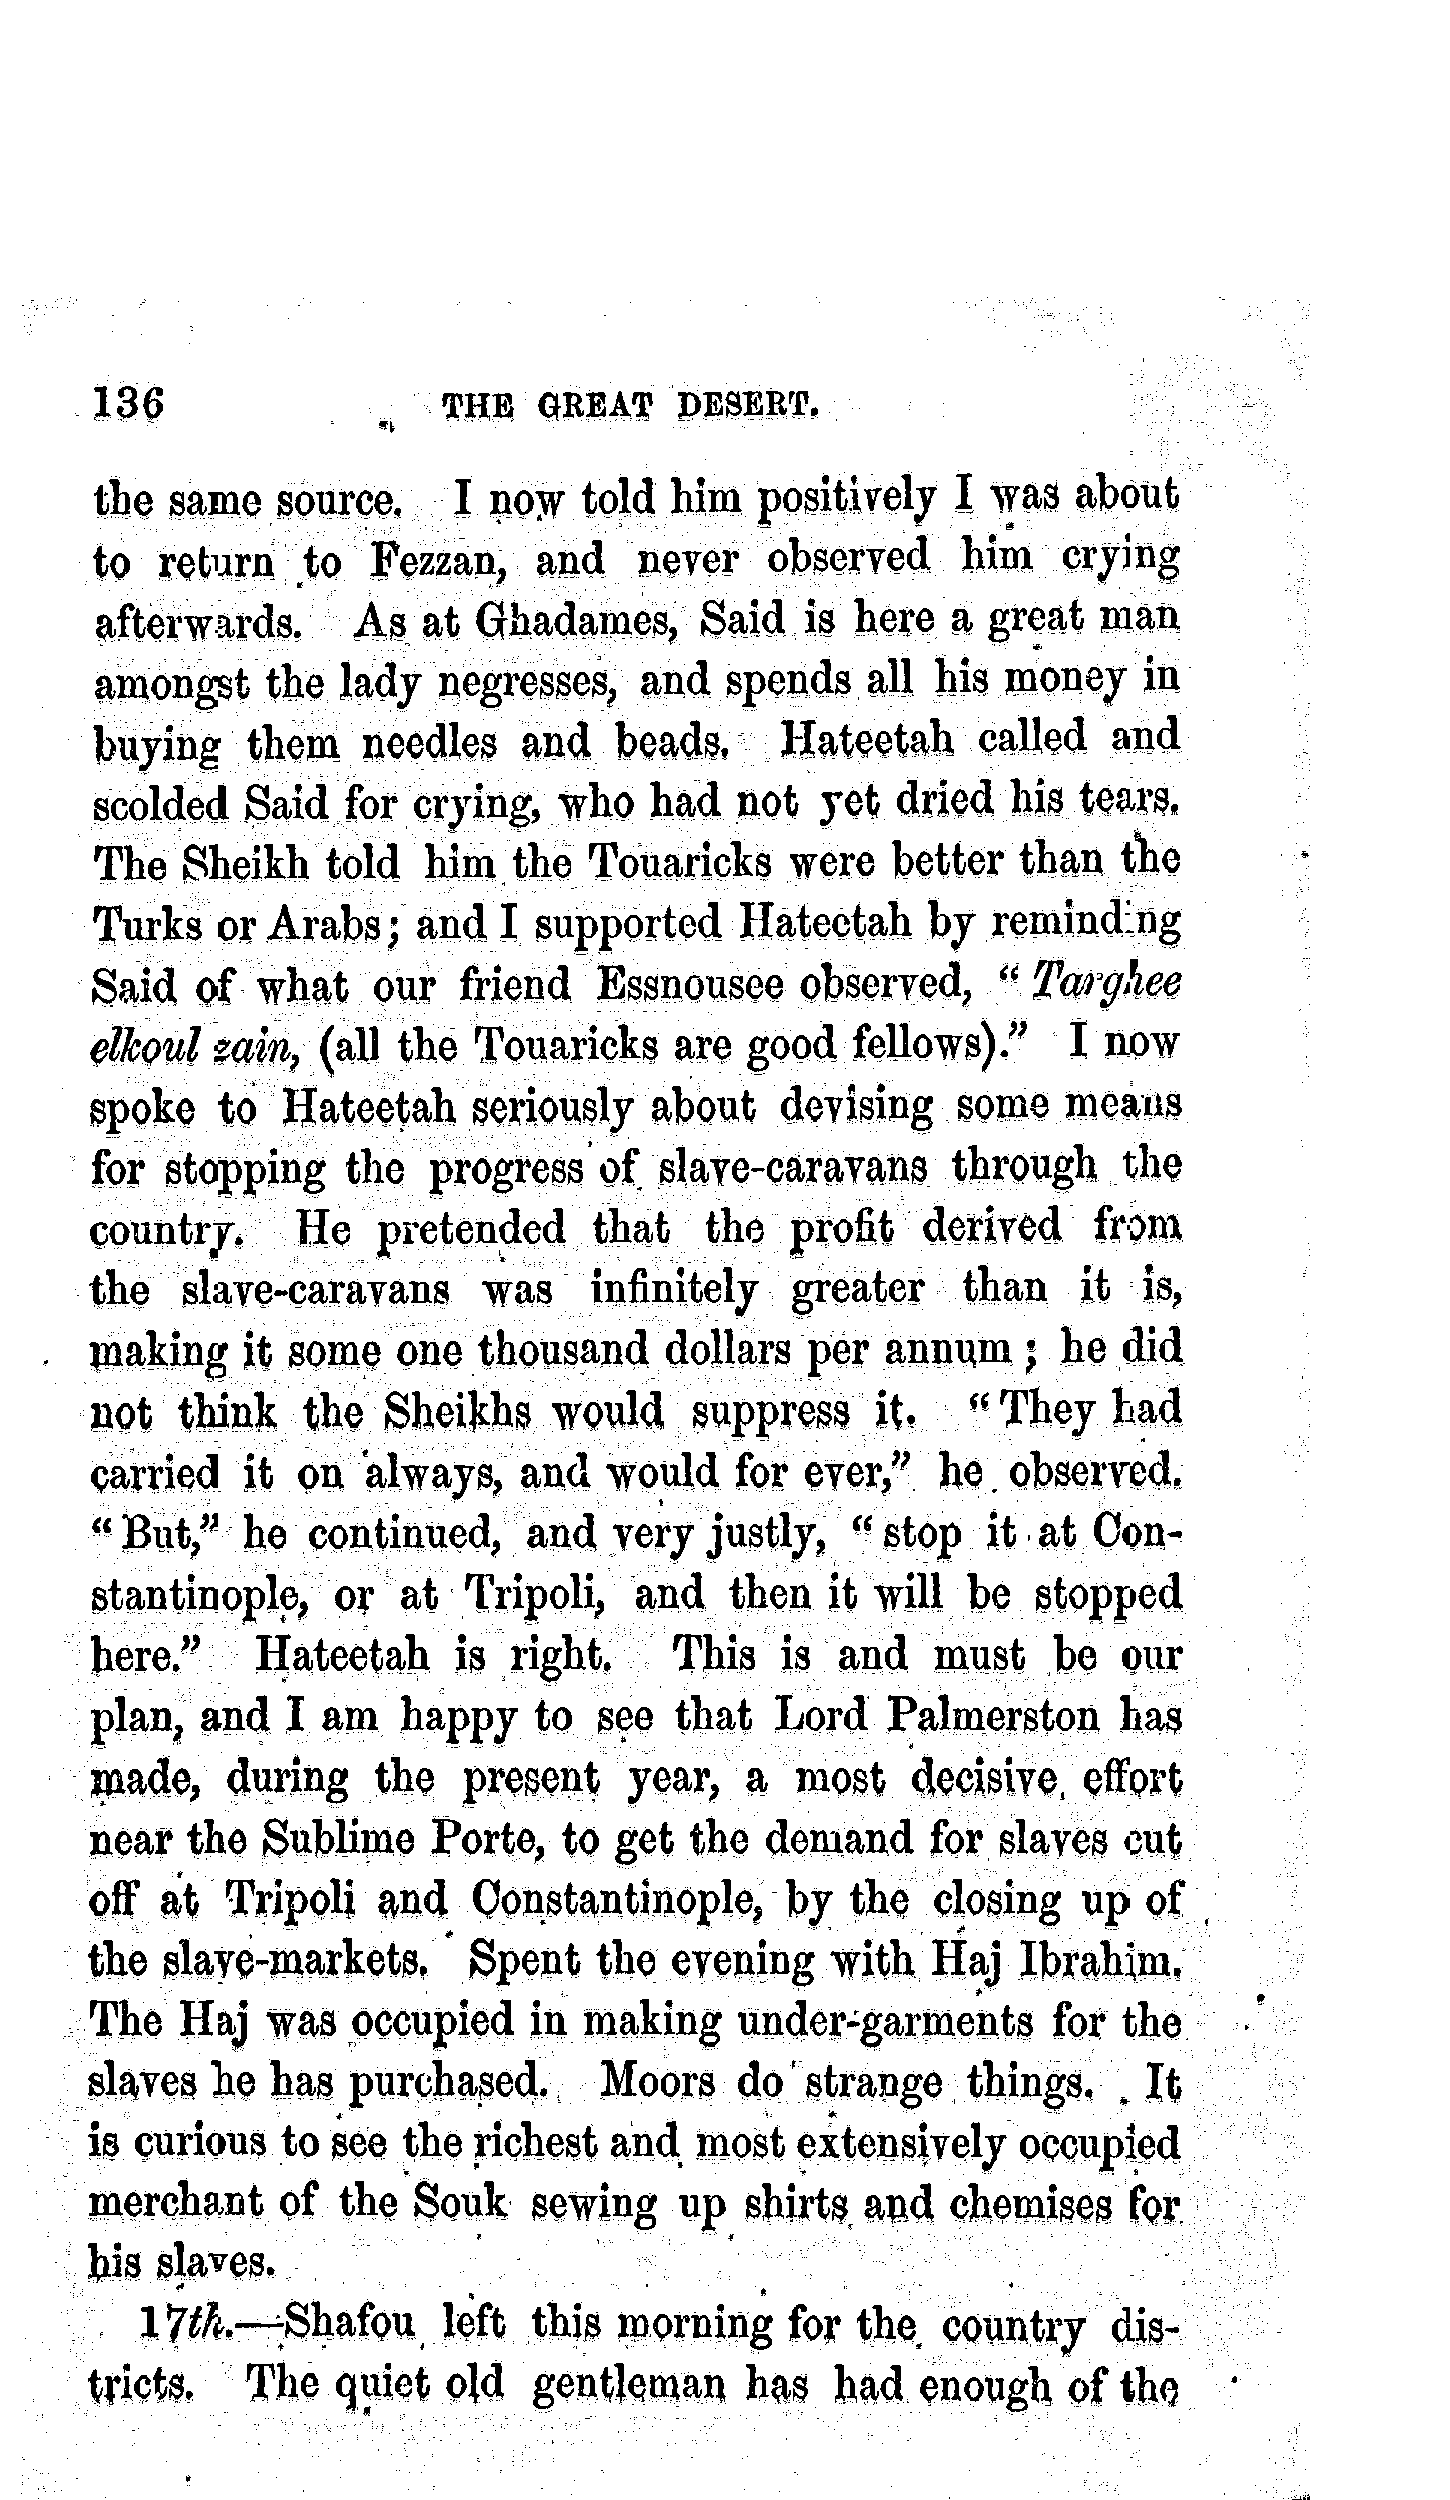 136 THE GREAT DESERT.
the same source. I now told him positively I was about
to return to Fezzan, and never observed him crying
afterwards. As at Ghadames, Said is here a great man
amongst the lady negresses, and spends all his money in
buying them needles and beads. Hateetah called and
scolded Said for crying, who had not yet dried his tears.
The Sheikh told him the Touaricks were better than the
Turks or Arabs; and I supported Hateetah by reminding
Said of what our friend Essnousee observed, “Targhee
elkoul zain, (all the Touaricks are good fellows).” I now
spoke to Hateetah seriously about devising some means
for stopping the progress of slave-caravans through the
country. He pretended that the profit derived from
the slave-caravans was infinitely greater than it is,
making it some one thousand dollars per annum; he did
not think the Sheikhs would suppress it. “They had
carried it on always, and would for ever,” he observed.
“But,” he continued, and very justly, “stop it at Con-
stantinople, or at Tripoli, and then it will be stopped
here.” Hateetah is right. This is and must be our
plan, and I am happy to see that Lord Palmerston has
made, during the present year, a most decisive effort
near the Sublime Porte, to get the demand for slaves cut
off at Tripoli and Constantinople, by the closing up of
the slave-markets. Spent the evening with Haj Ibrahim.
The Haj was occupied in making under-garments for the
slaves he has purchased. Moors do strange things. It
is curious to see the richest and most extensively occupied
merchant of the Souk sewing up shirts and chemises for
his slaves.
17th.—Shafou left this morning for the country dis-
tricts. The quiet old gentleman has had enough of the